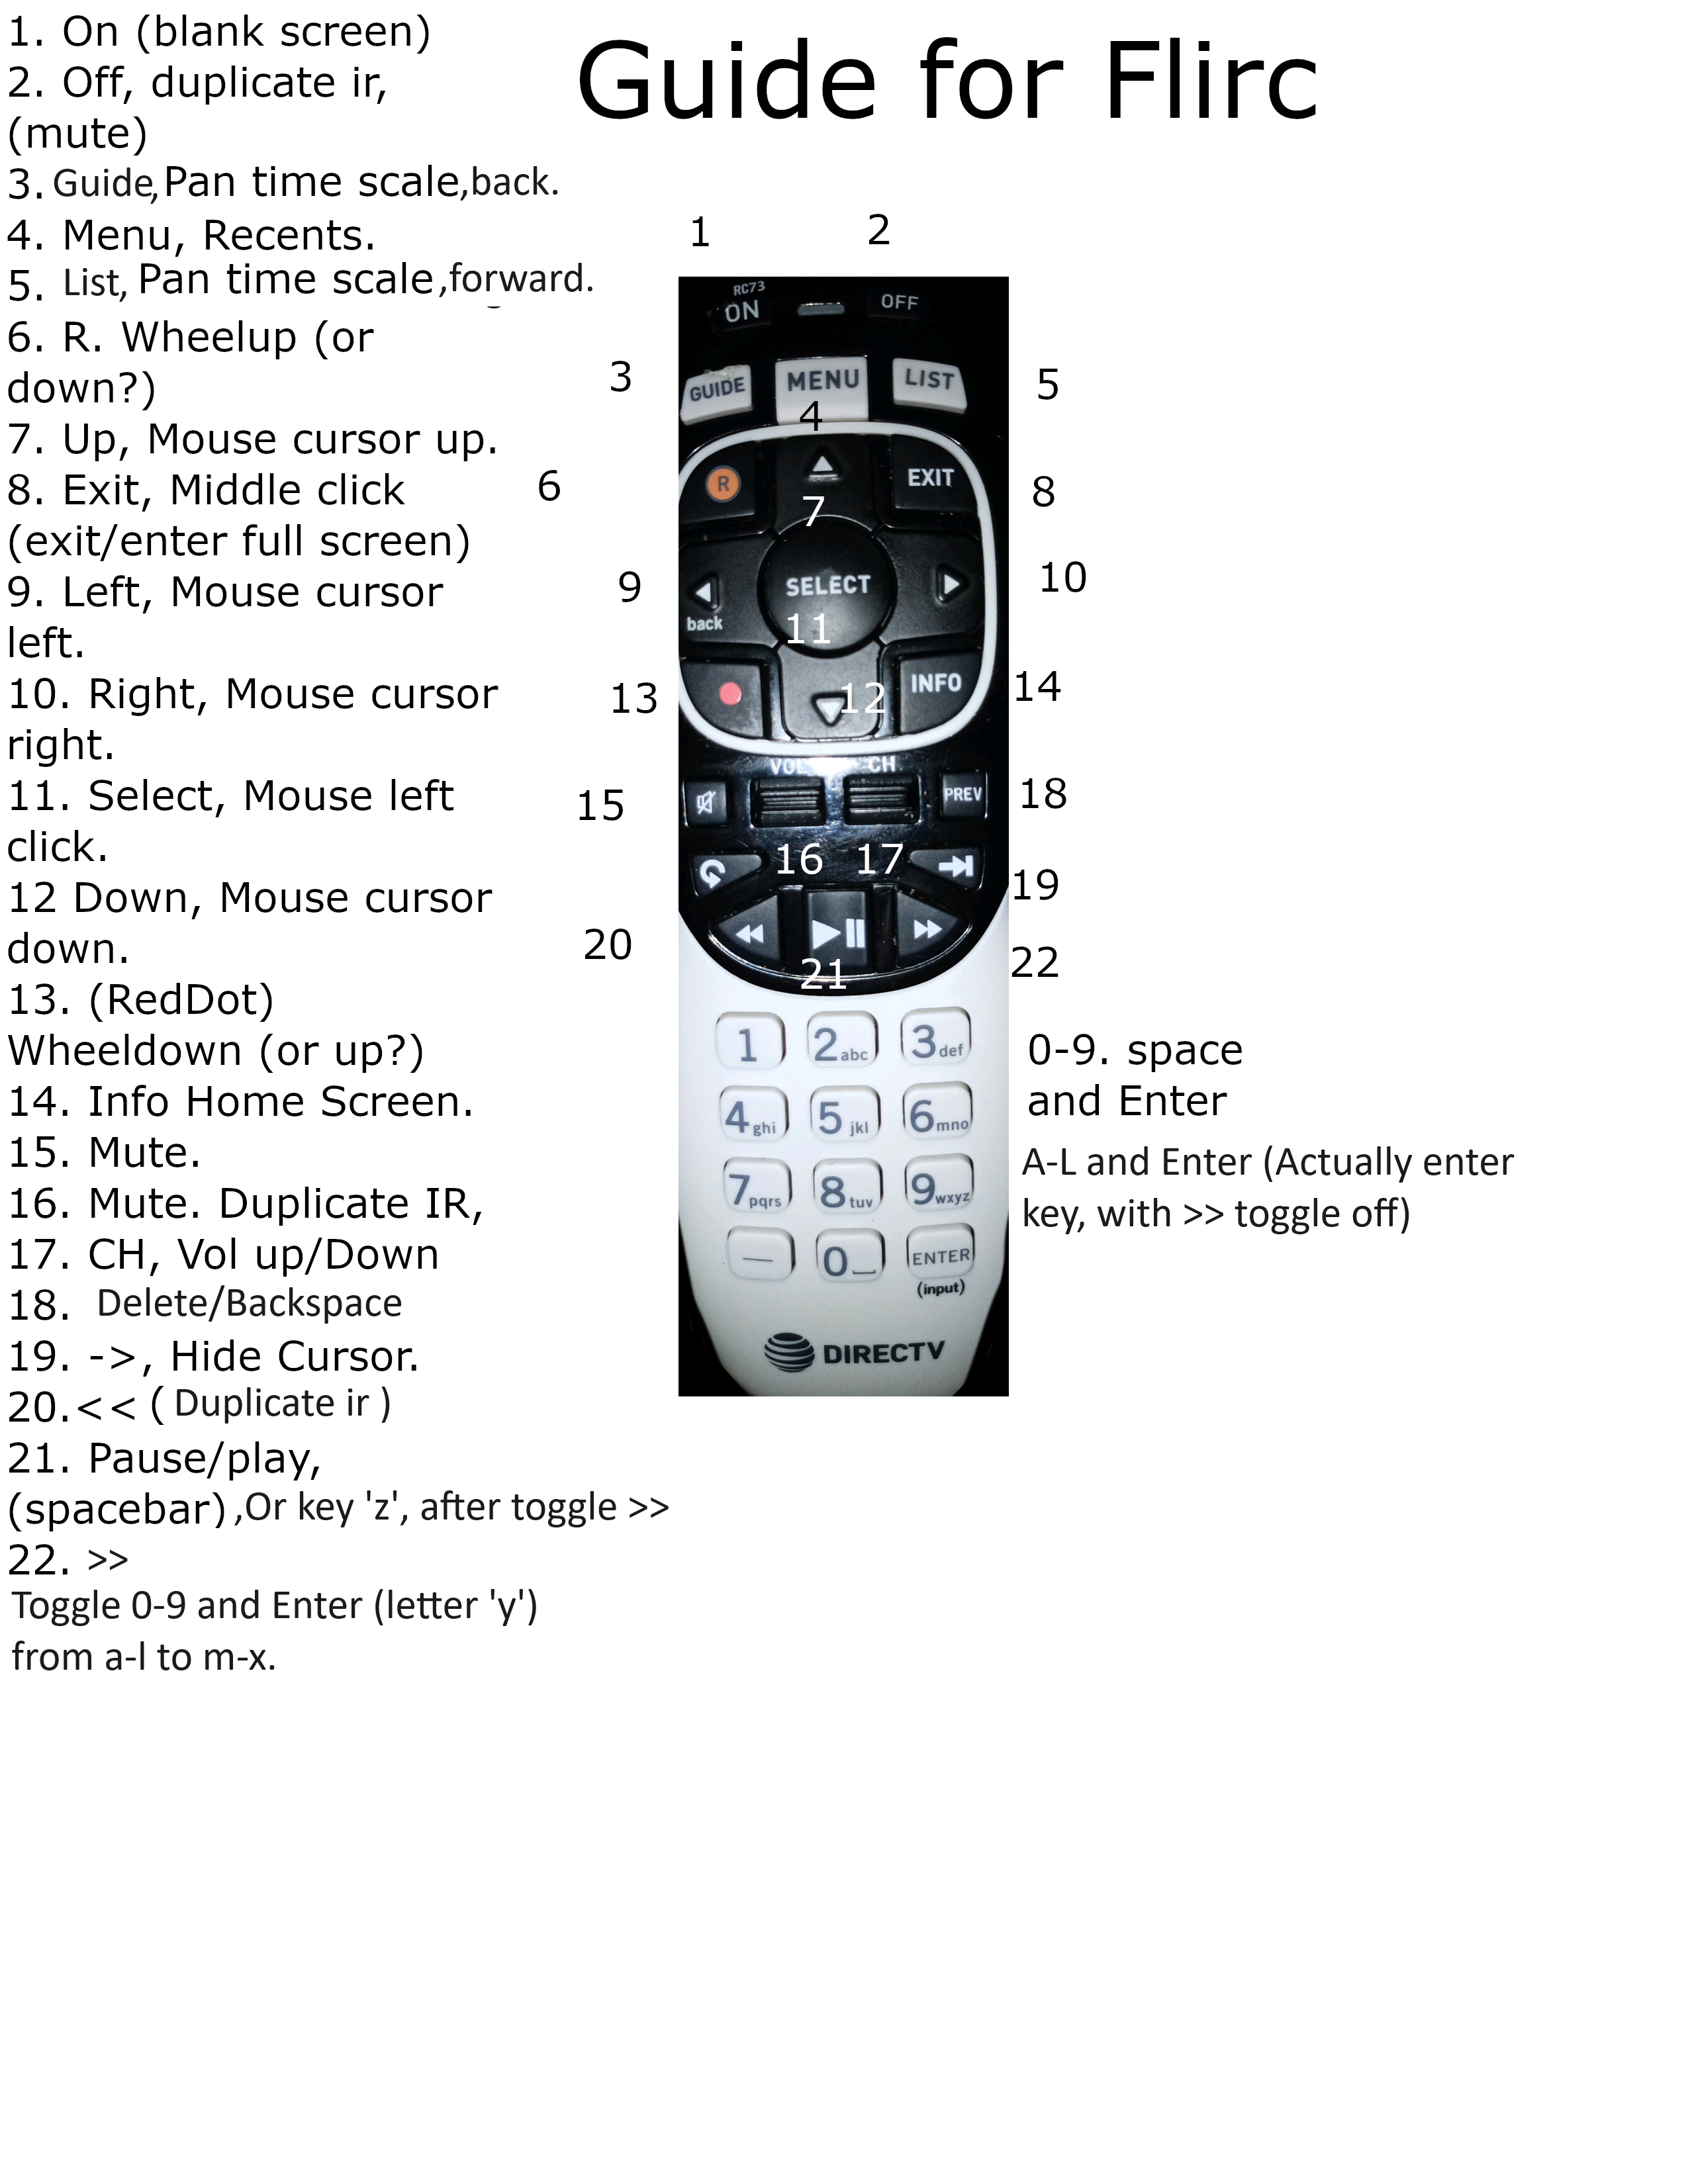 Guide for Flirc
1. On (blank screen)
2. Off, duplicate ir,
(mute)
3. Guide, Pan time scale,back.
4. Menu, Recents.
5. List, Pan time scale,forward.
6. R. Wheelup (or
down?)
7. Up, Mouse cursor up.
8. Exit, Middle click
(exit/enter full screen)
9. Left, Mouse cursor
left.
10. Right, Mouse cursor
right.
11. Select, Mouse left
click.
12 Down, Mouse cursor
down.
13. (RedDot)
Wheeldown (or up?)
14. Info Home Screen.
15. Mute.
16. Mute. Duplicate IR,
17. CH, Vol up/Down
18. Delete/Backspace
19. ->, Hide Cursor.
20.<< ( Duplicate ir )
21. Pause/play,
(spacebar) ,Or key 'z', after toggle >>
22. >>
Toggle 0-9 and Enter (letter 'y')
from a-l to m-x.
1 2
RC73
ON OFF
3 GUIDE MENU LIST 5
4
6 R EXIT 8
7
9 SELECT 10
back
11
13 12 INFO 14
VOL CH
15 PREV 18
16 17
19
20 22
21
1 2abc 3def
4ghi 5jkl 6mno
7pqrs 8tuv 9wxyz
— 0 ENTER
(input)
DIRECTV
0-9. space
and Enter
A-L and Enter (Actually enter
key, with >> toggle off)